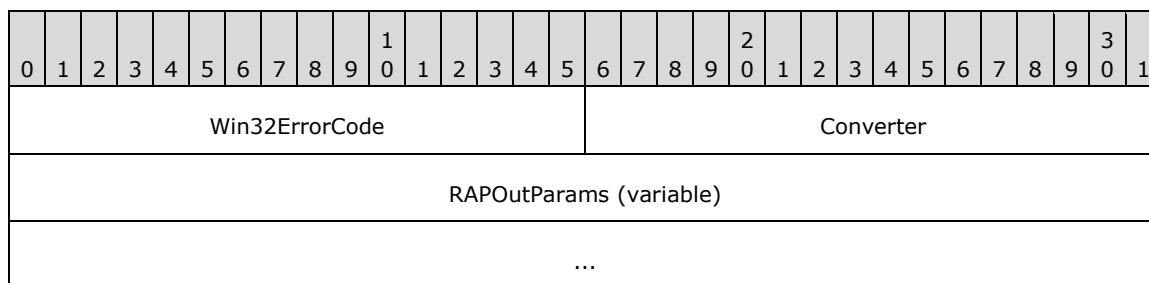 1 2 3
0 1 2 3 4 5 6 7 8 9 0 1 2 3 4 5 6 7 8 9 0 1 2 3 4 5 6 7 8 9 0 1
Win32ErrorCode Converter
RAPOutParams (variable)
...